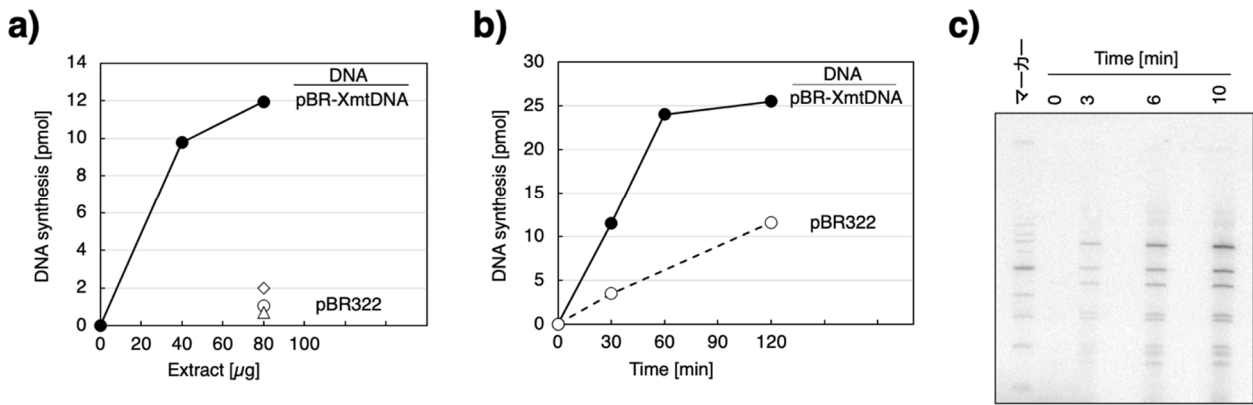 a)
14
12
10
8
6
4
2
0
DNA synthesis [pmol]
DNA
pBR-XmtDNA
pBR322
0 20 40 60 80 100
Extract [µg]
b)
30
25
20
15
10
5
0
DNA synthesis [pmol]
DNA
pBR-XmtDNA
pBR322
0 30 60 90 120
Time [min]
c)
Time [min]
マーカー 0 3 6 10